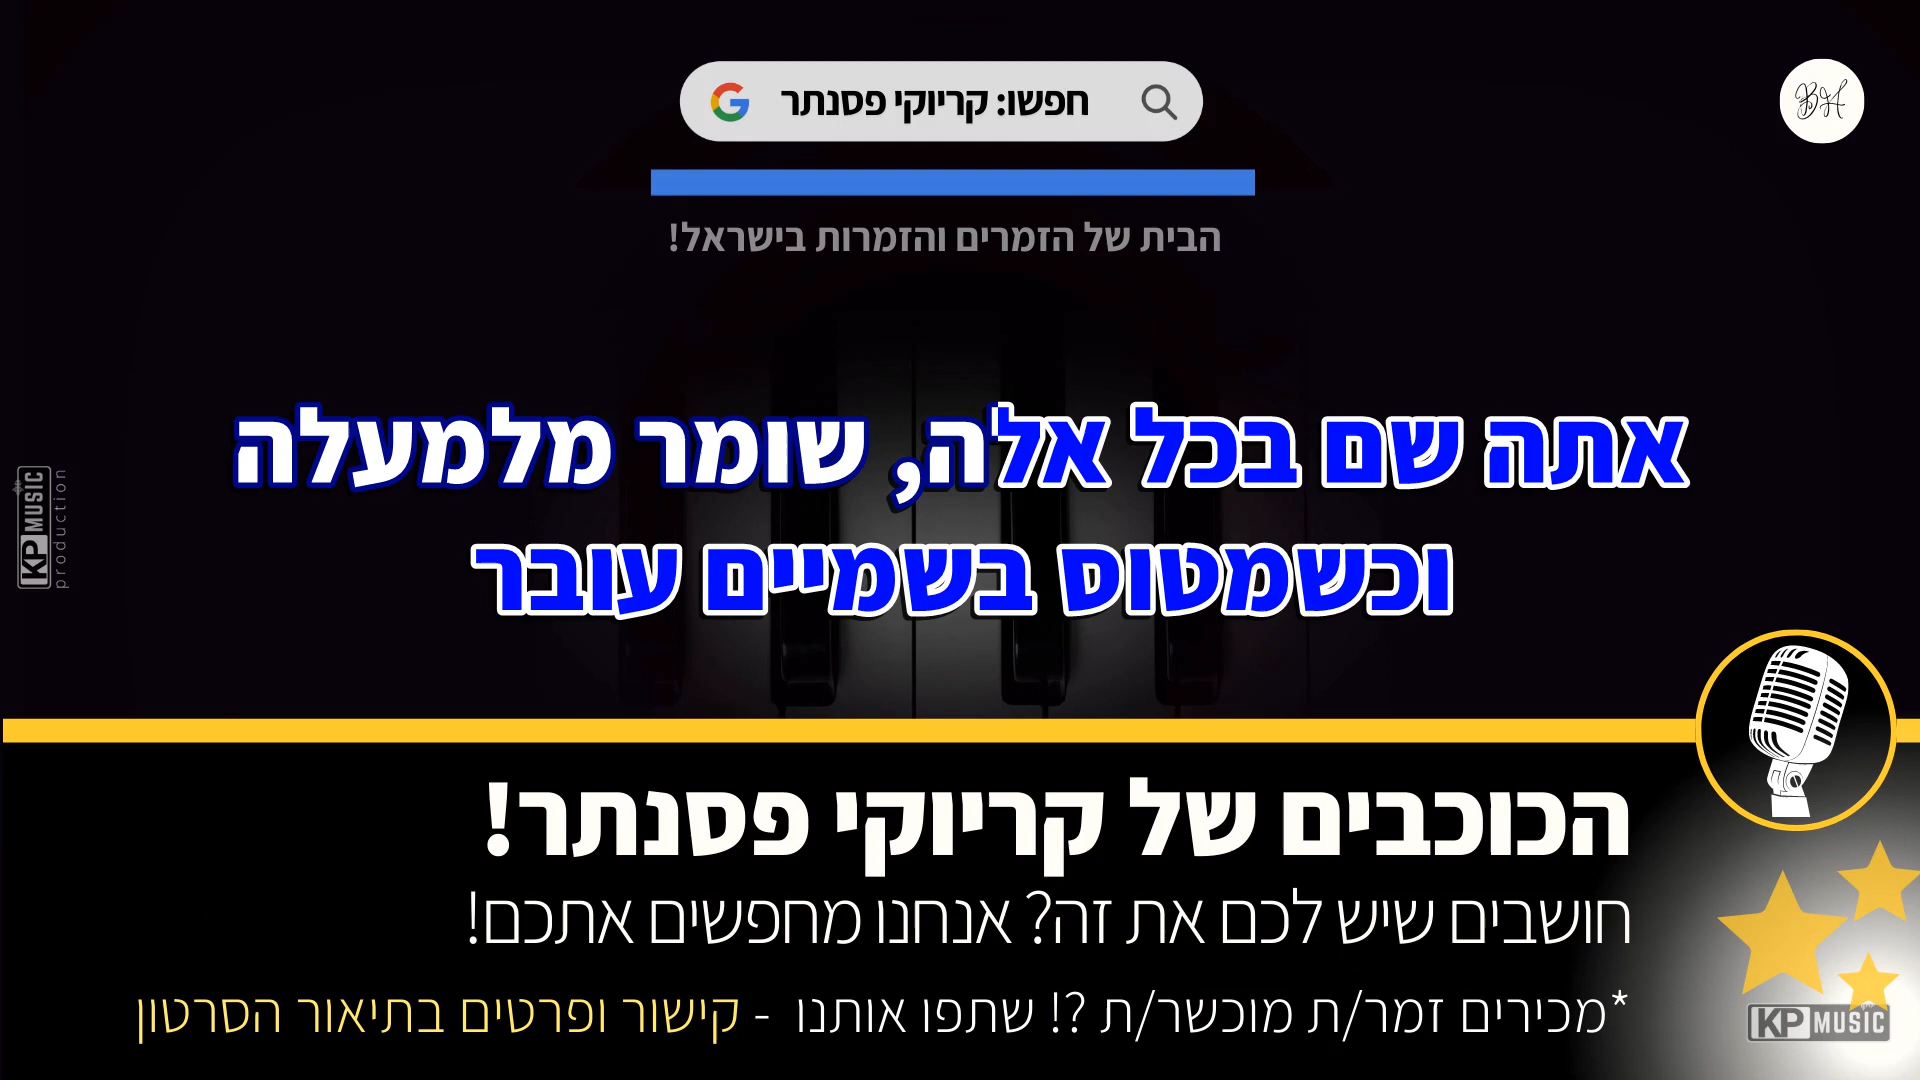 חפשו: קריוקי פסנתר
BH
הבית של הזמרים והזמרות בישראל!
אתה שם בכל אלה, שומר מלמעלה
וכשמטוס בשמיים עובר
KP MUSIC
production
הכוכבים של קריוקי פסנתר!
חושבים שיש לכם את זה? אנחנו מחפשים אתכם!
*מכירים זמר/ת מוכשר/ת ?! שתפו אותנו - קישור ופרטים בתיאור הסרטון
KP MUSIC